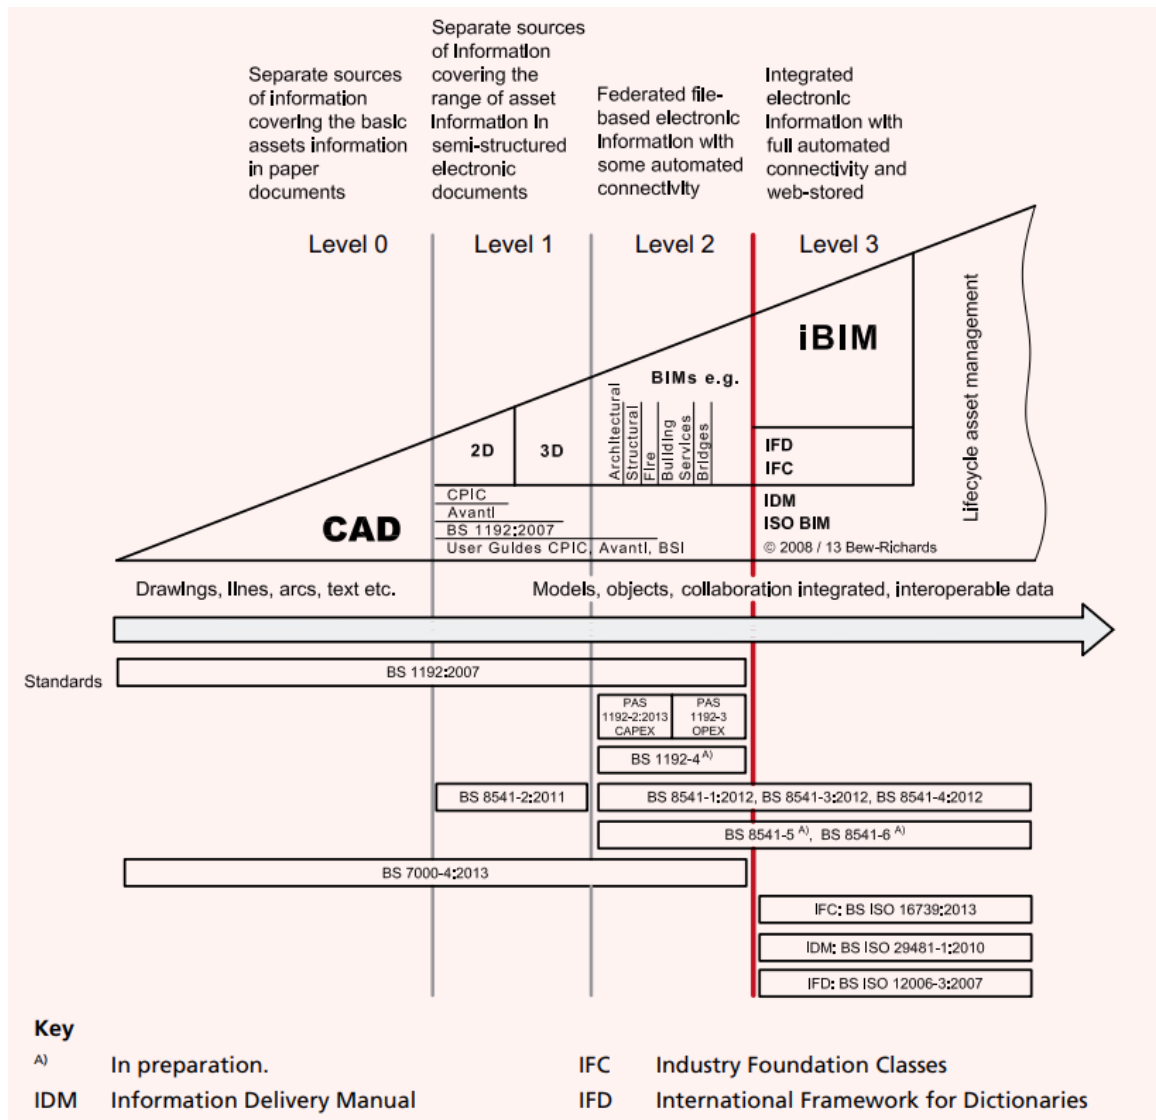 Separate sources
of information
covering the basic
assets information
in paper
documents
Separate sources
of Information
covering the
range of asset
Information in
semi-structured
electronic
documents
Federated file-
based electronic
Information with
some automated
connectivity
Integrated
electronic
Information with
full automated
connectivity and
web-stored
Level 0
Level 1
Level 2
Level 3
iBIM
BIMs e.g.
Architectural
Structural
Fire
Building
Services
Bridges
2D
3D
IFD
IFC
Lifecycle asset management
CAD
CPIC
Avanti
BS 1192:2007
User Guides CPIC, Avanti, BSI
IDM
ISO BIM
© 2008 / 13 Bew-Richards
Drawings, lines, arcs, text etc.
Models, objects, collaboration integrated, interoperable data
Standards
BS 1192:2007
PAS
1192-2:2013
CAPEX
PAS
1192-3
OPEX
BS 1192-4 A)
BS 8541-2:2011
BS 8541-1:2012, BS 8541-3:2012, BS 8541-4:2012
BS 8541-5 A), BS 8541-6 A)
BS 7000-4:2013
IFC: BS ISO 16739:2013
IDM: BS ISO 29481-1:2010
IFD: BS ISO 12006-3:2007
Key
A) In preparation.
IFC Industry Foundation Classes
IDM Information Delivery Manual
IFD International Framework for Dictionaries